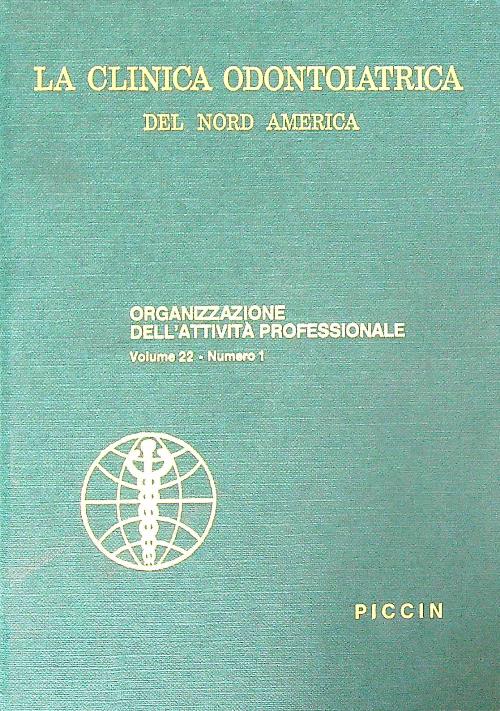 LA CLINICA ODONTOIATRICA
DEL NORD AMERICA
ORGANIZZAZIONE
DELL'ATTIVITÀ PROFESSIONALE
Volume 22 - Numero 1
PICCIN